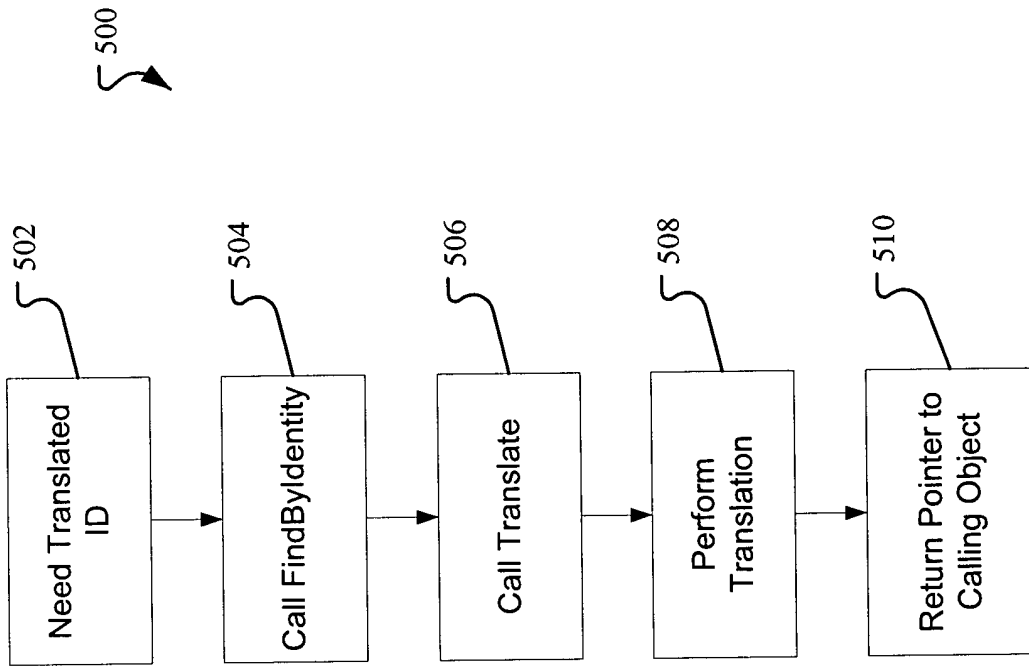 500
502
Need Translated
ID
504
Call FindByIdentity
506
Call Translate
508
Perform
Translation
510
Return Pointer to
Calling Object